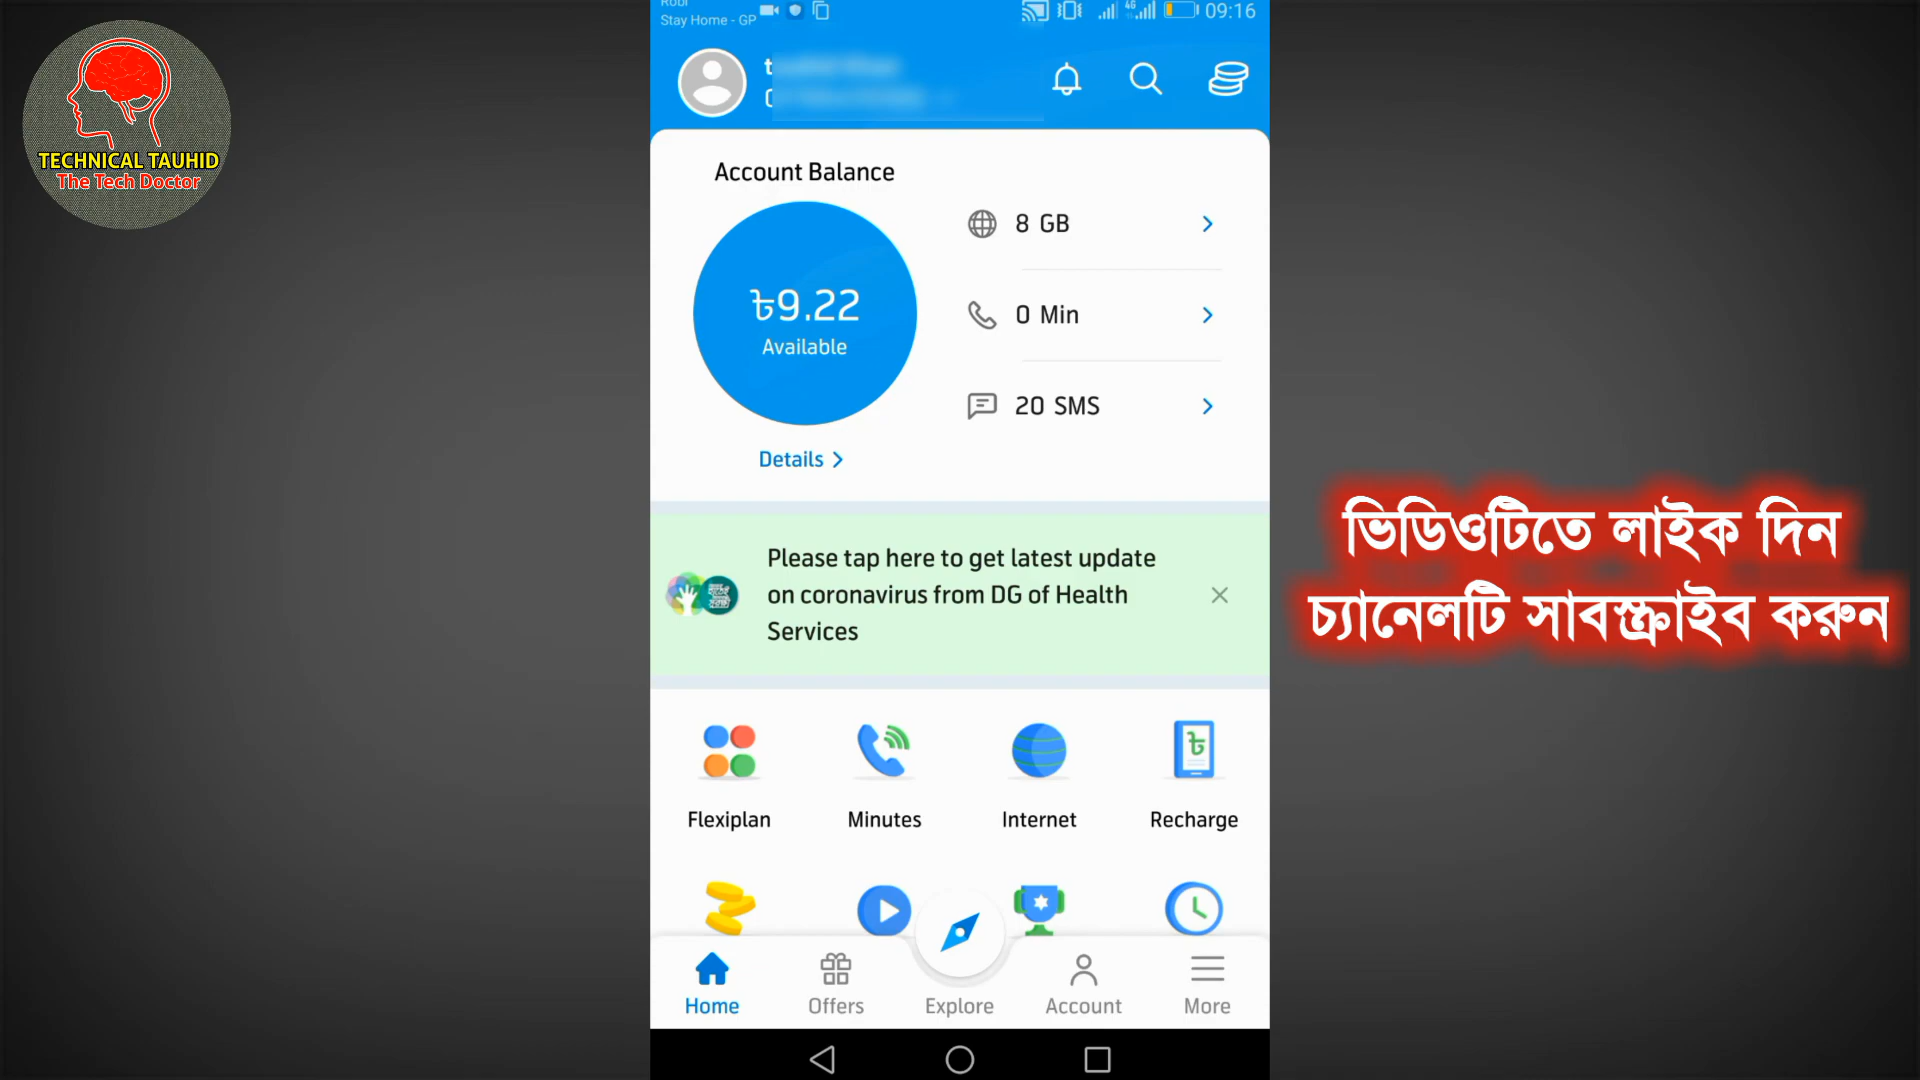 TECHNICAL TAUHID
The Tech Doctor
Robi
Stay Home - GP
4G
09:16
Account Balance
৳9.22
Available
Details
8 GB
0 Min
20 SMS
Please tap here to get latest update
on coronavirus from DG of Health
Services
ভিডিওটিতে লাইক দিন
চ্যানেলটি সাবস্ক্রাইব করুন
Flexiplan
Minutes
Internet
৳
Recharge
Home
Offers
Explore
Account
More